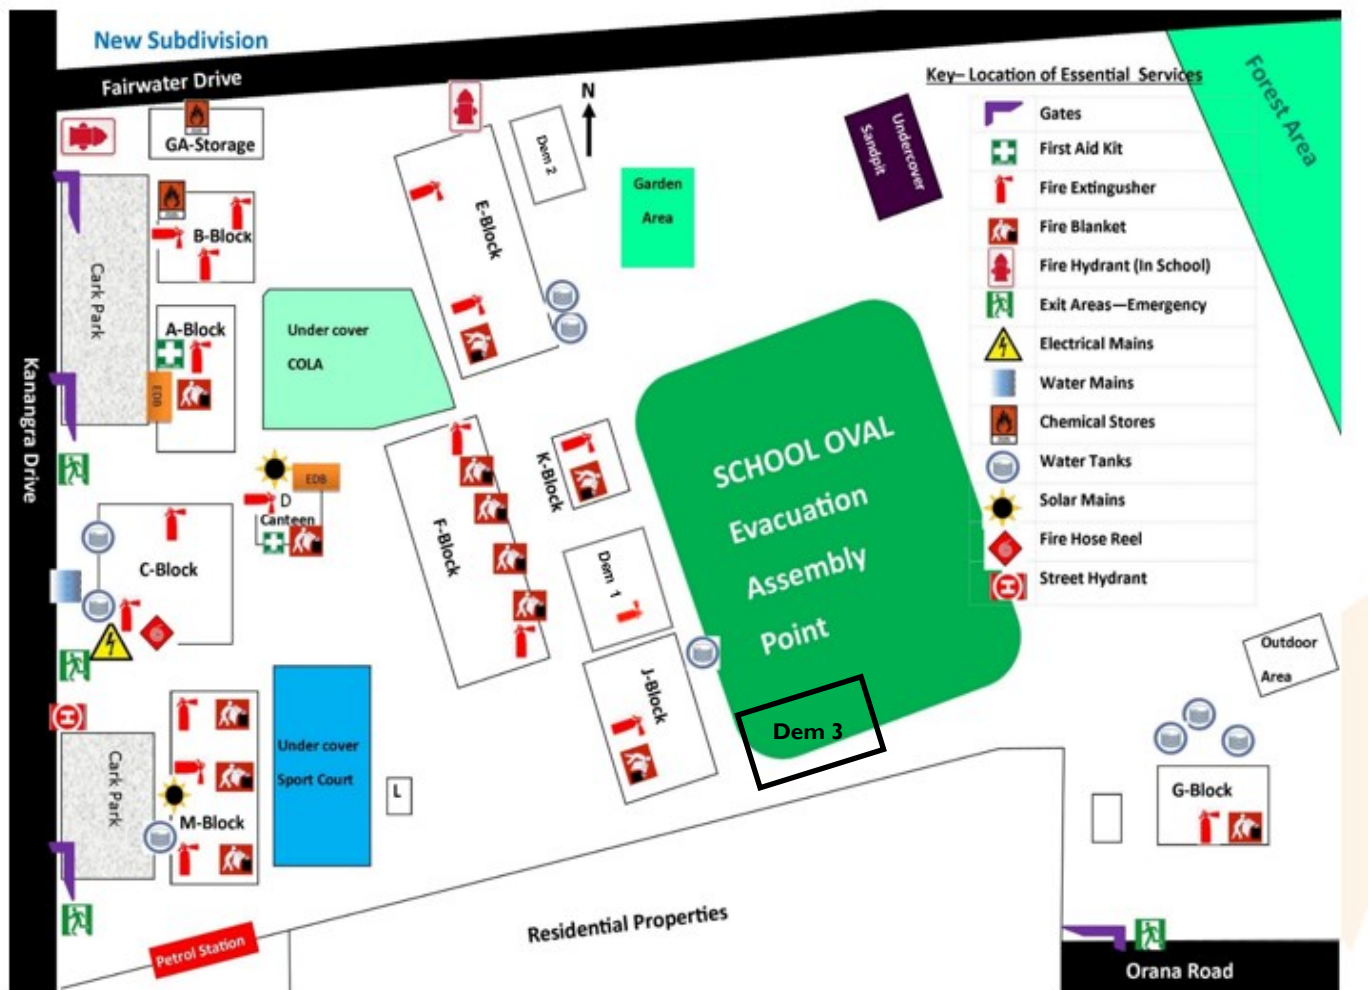 New Subdivision
Fairwater Drive
N
Key– Location of Essential Services
Forest Area
GA-Storage
Dem 2
Undercover
Sandpit
Gates
First Aid Kit
Fire Extingusher
Fire Blanket
Fire Hydrant (In School)
Exit Areas—Emergency
Electrical Mains
Water Mains
Chemical Stores
Water Tanks
Solar Mains
Fire Hose Reel
Street Hydrant
Garden
Area
B-Block
E-Block
Cark Park
A-Block
Under cover
COLA
EDB
Kanangra Drive
EDB
D
Canteen
K-Block
F-Block
SCHOOL OVAL
Evacuation
Assembly
Point
C-Block
Dem 1
H
H
Outdoor
Area
J-Block
Dem 3
Cark Park
Under cover
Sport Court
L
M-Block
G-Block
Residential Properties
Petrol Station
Orana Road